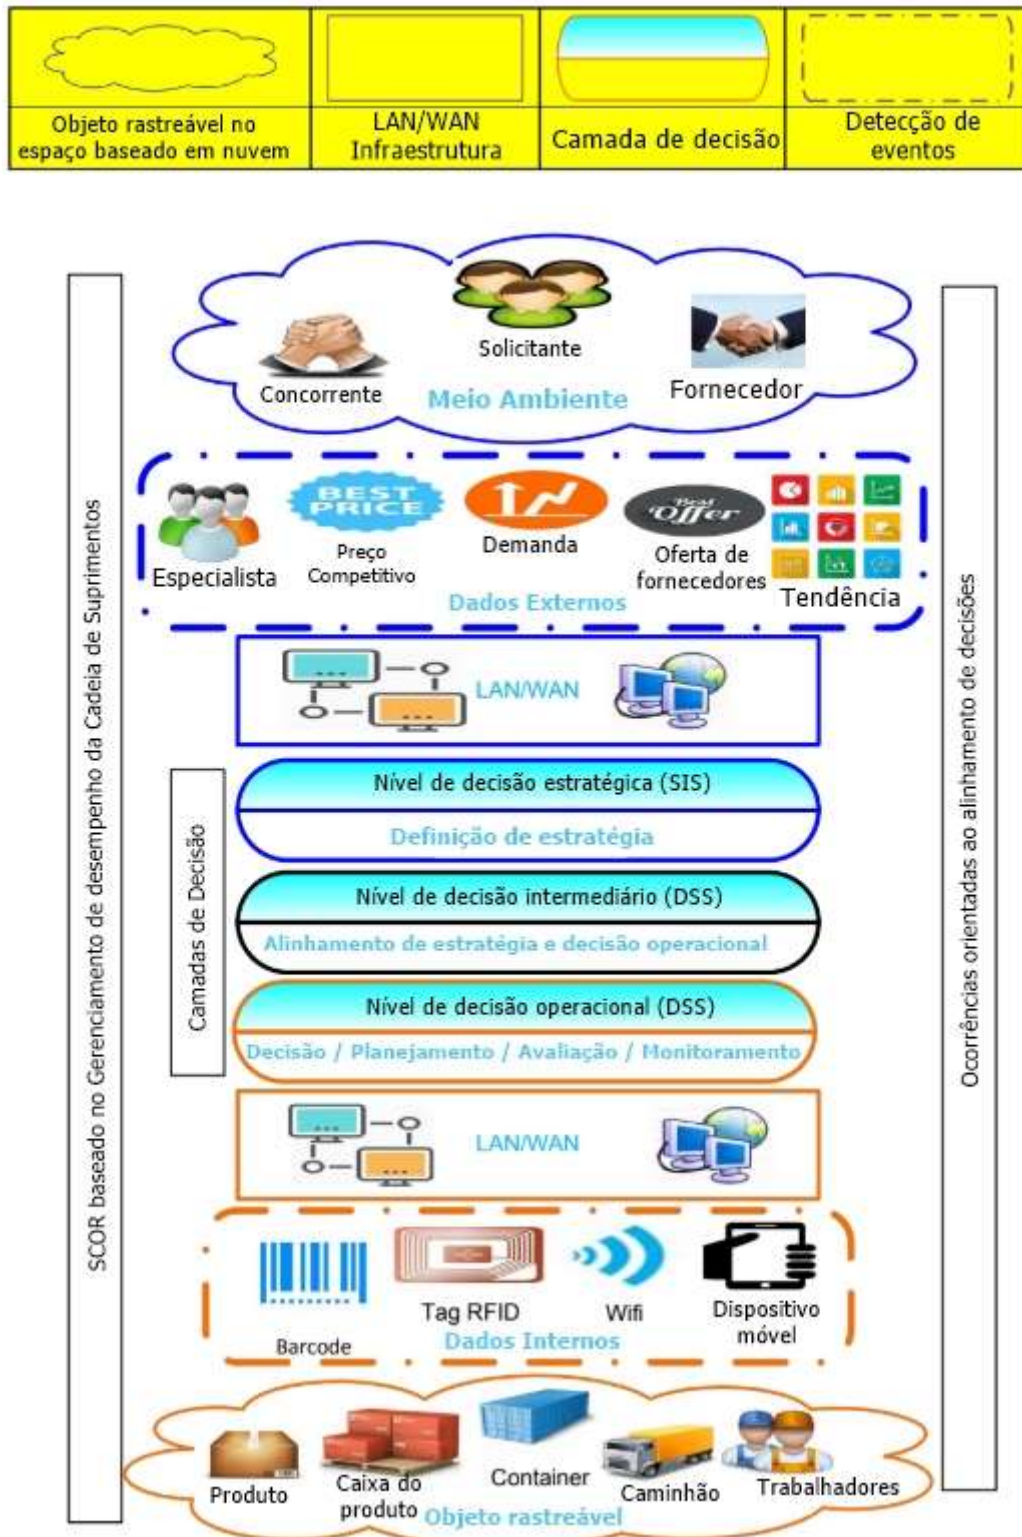 Objeto rastreável no
espaço baseado em nuvem
LAN/WAN
Infraestrutura
Camada de decisão
Detecção de
eventos
SCOR baseado no Gerenciamento de desempenho da Cadeia de Suprimentos
Ocorrências orientadas ao alinhamento de decisões
Solicitante
Concorrente
Fornecedor
Meio Ambiente
BEST
PRICE
Best
Offer
Especialista
Preço
Competitivo
Demanda
Oferta de
fornecedores
Tendência
Dados Externos
LAN/WAN
Camadas de Decisão
Nível de decisão estratégica (SIS)
Definição de estratégia
Nível de decisão intermediário (DSS)
Alinhamento de estratégia e decisão operacional
Nível de decisão operacional (DSS)
Decisão / Planejamento / Avaliação / Monitoramento
LAN/WAN
Barcode
Tag RFID
Wifi
Dispositivo
móvel
Dados Internos
Produto
Caixa do
produto
Container
Caminhão
Trabalhadores
Objeto rastreável